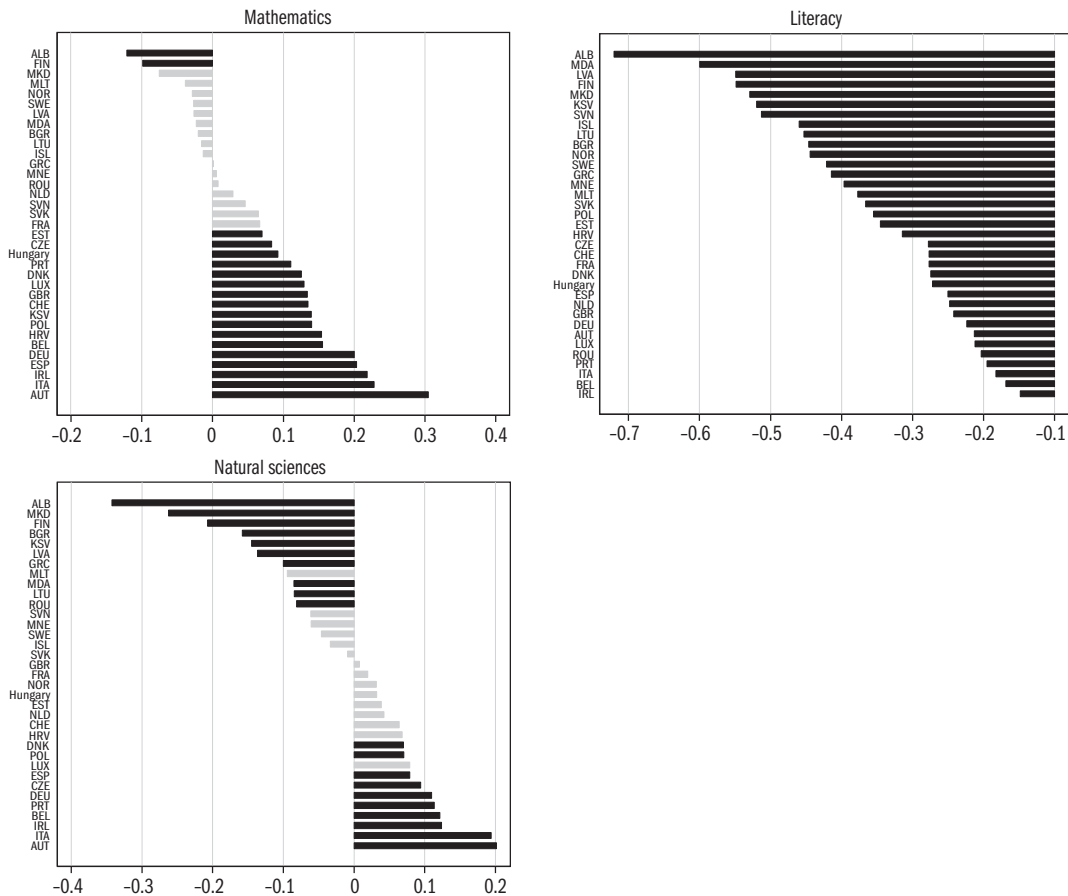 Mathematics
ALB
FIN
MKD
MLT
NOR
SWE
LVA
MDA
BGR
LTU
ISL
GRC
MNE
ROU
NLD
SVN
SVK
FRA
EST
CZE
Hungary
PRT
DNK
LUX
GBR
CHE
KSV
POL
HRV
BEL
DEU
ESP
IRL
ITA
AUT
−0.2 −0.1 0 0.1 0.2 0.3 0.4
Literacy
ALB
MDA
LVA
FIN
MKD
KSV
SVN
ISL
LTU
BGR
NOR
SWE
GRC
MNE
MLT
SVK
POL
EST
HRV
CZE
CHE
FRA
DNK
Hungary
ESP
NLD
GBR
DEU
AUT
LUX
ROU
PRT
ITA
BEL
IRL
−0.7 −0.6 −0.5 −0.4 −0.3 −0.2 −0.1
Natural sciences
ALB
MKD
FIN
BGR
KSV
LVA
GRC
MLT
MDA
LTU
ROU
SVN
MNE
SWE
ISL
SVK
GBR
FRA
NOR
Hungary
EST
NLD
CHE
HRV
DNK
POL
LUX
ESP
CZE
DEU
PRT
BEL
IRL
ITA
AUT
−0.4 −0.3 −0.2 −0.1 0 0.1 0.2